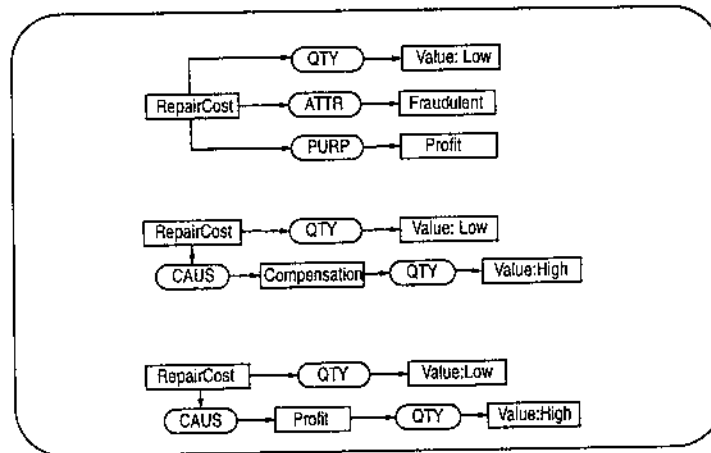 QTY Value: Low
RepairCost ATTR Fraudulent
PURP Profit
RepairCost QTY Value: Low
CAUS Compensation QTY Value:High
RepairCost QTY Value:Low
CAUS Profit QTY Value:High